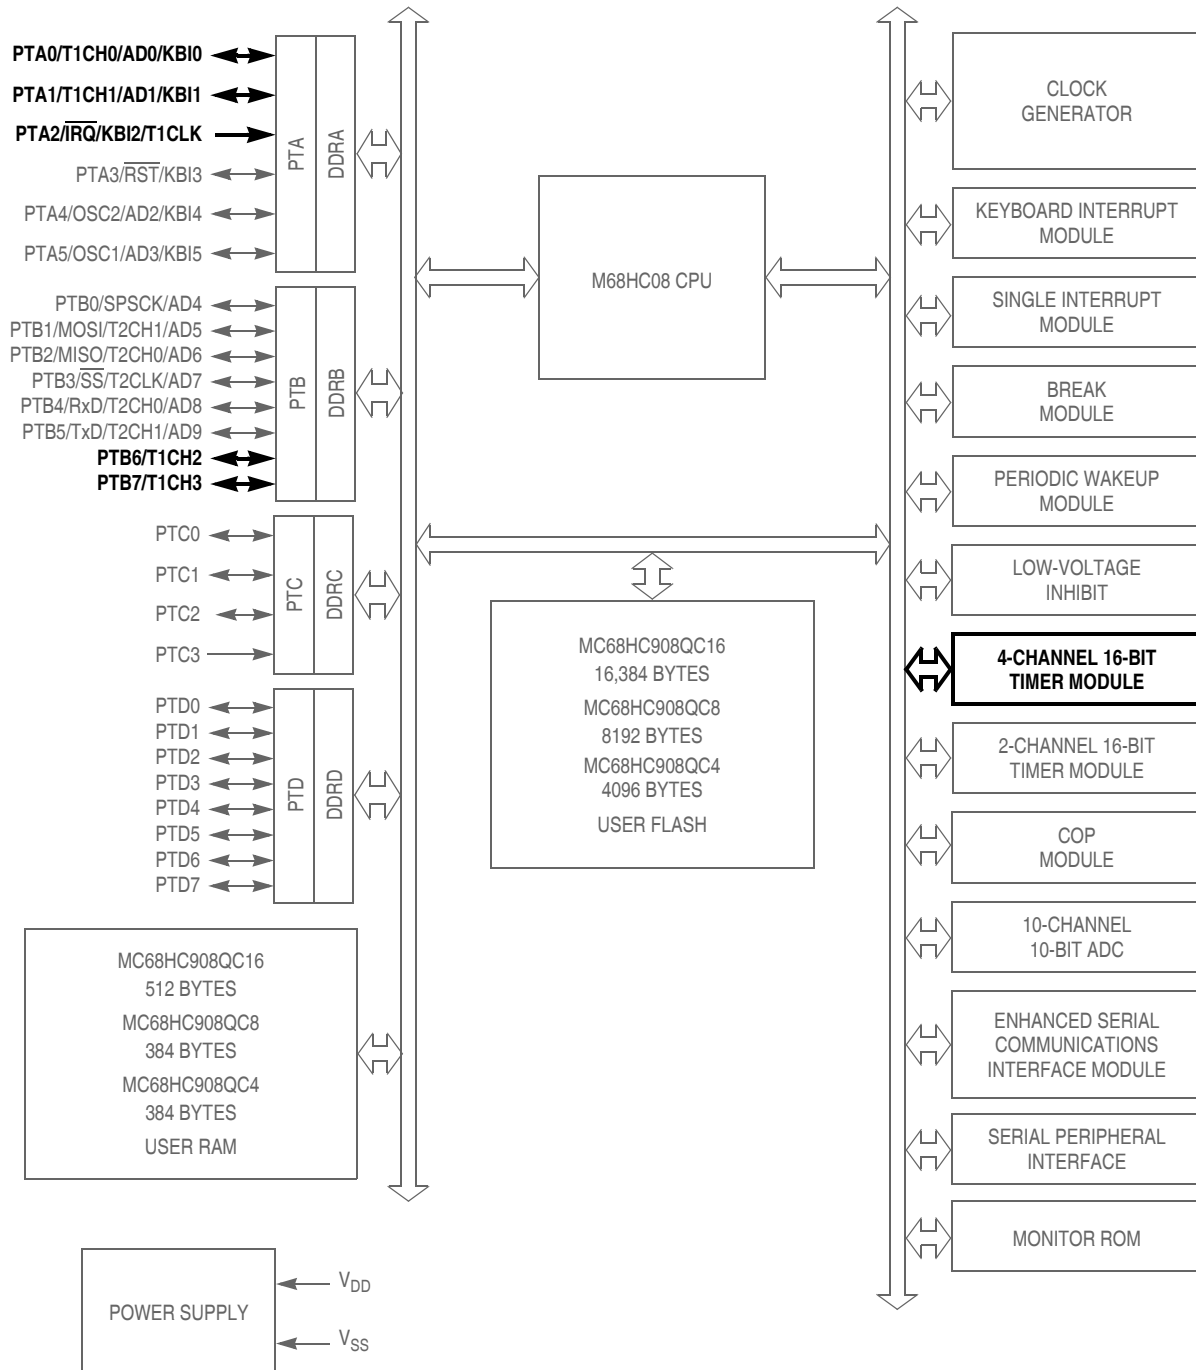 PTA0/T1CH0/AD0/KBI0
PTA1/T1CH1/AD1/KBI1
PTA2/IRQ/KBI2/T1CLK
PTA3/RST/KBI3
PTA4/OSC2/AD2/KBI4
PTA5/OSC1/AD3/KBI5
PTA
DDRA
PTB0/SPSCK/AD4
PTB1/MOSI/T2CH1/AD5
PTB2/MISO/T2CH0/AD6
PTB3/SS/T2CLK/AD7
PTB4/RxD/T2CH0/AD8
PTB5/TxD/T2CH1/AD9
PTB6/T1CH2
PTB7/T1CH3
PTB
DDRB
PTC0
PTC1
PTC2
PTC3
PTC
DDRC
PTD0
PTD1
PTD2
PTD3
PTD4
PTD5
PTD6
PTD7
PTD
DDRD
MC68HC908QC16
512 BYTES
MC68HC908QC8
384 BYTES
MC68HC908QC4
384 BYTES
USER RAM
POWER SUPPLY
VDD
VSS
M68HC08 CPU
MC68HC908QC16
16,384 BYTES
MC68HC908QC8
8192 BYTES
MC68HC908QC4
4096 BYTES
USER FLASH
CLOCK
GENERATOR
KEYBOARD INTERRUPT
MODULE
SINGLE INTERRUPT
MODULE
BREAK
MODULE
PERIODIC WAKEUP
MODULE
LOW-VOLTAGE
INHIBIT
4-CHANNEL 16-BIT
TIMER MODULE
2-CHANNEL 16-BIT
TIMER MODULE
COP
MODULE
10-CHANNEL
10-BIT ADC
ENHANCED SERIAL
COMMUNICATIONS
INTERFACE MODULE
SERIAL PERIPHERAL
INTERFACE
MONITOR ROM